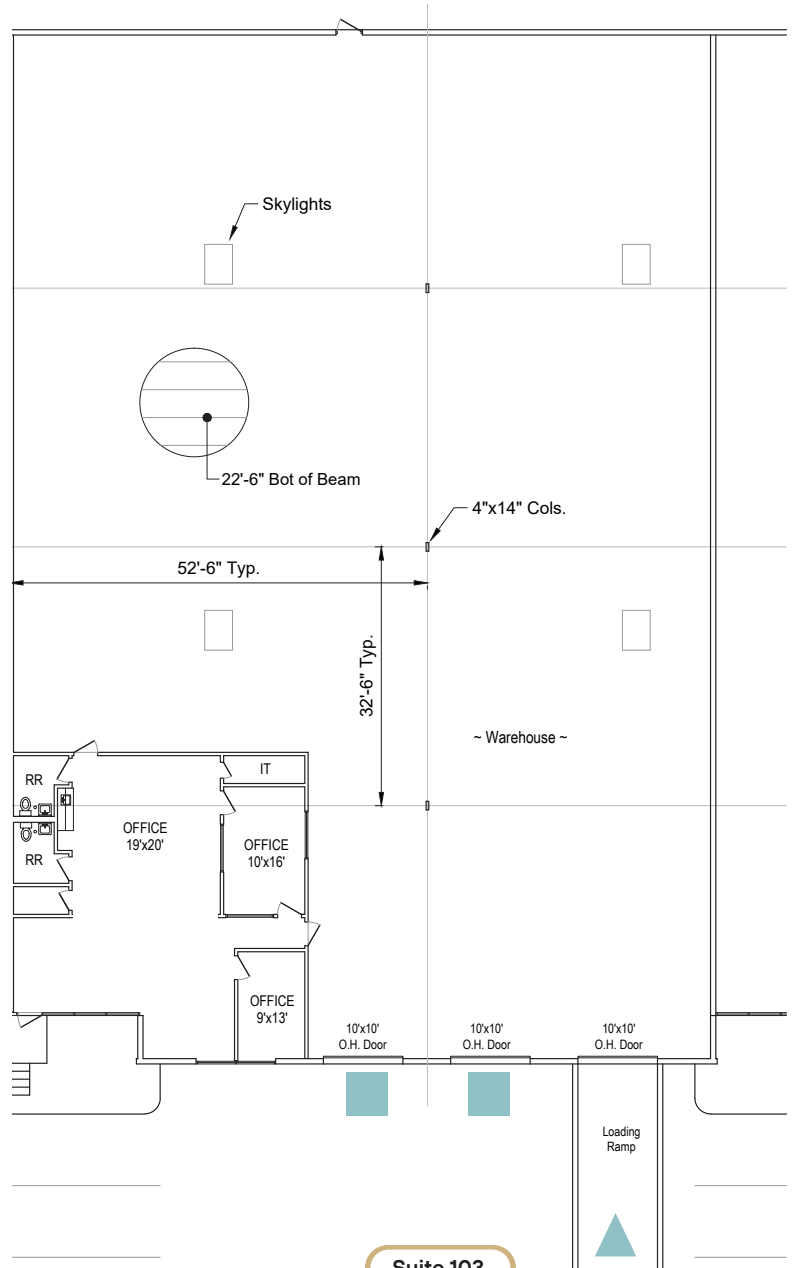 Skylights
22'-6" Bot of Beam
4"x14" Cols.
52'-6" Typ.
32'-6" Typ.
~ Warehouse ~
RR
IT
OFFICE
19'x20'
OFFICE
10'x16'
RR
OFFICE
9'x13'
10'x10'
O.H. Door
10'x10'
O.H. Door
10'x10'
O.H. Door
Loading
Ramp
Suite 103